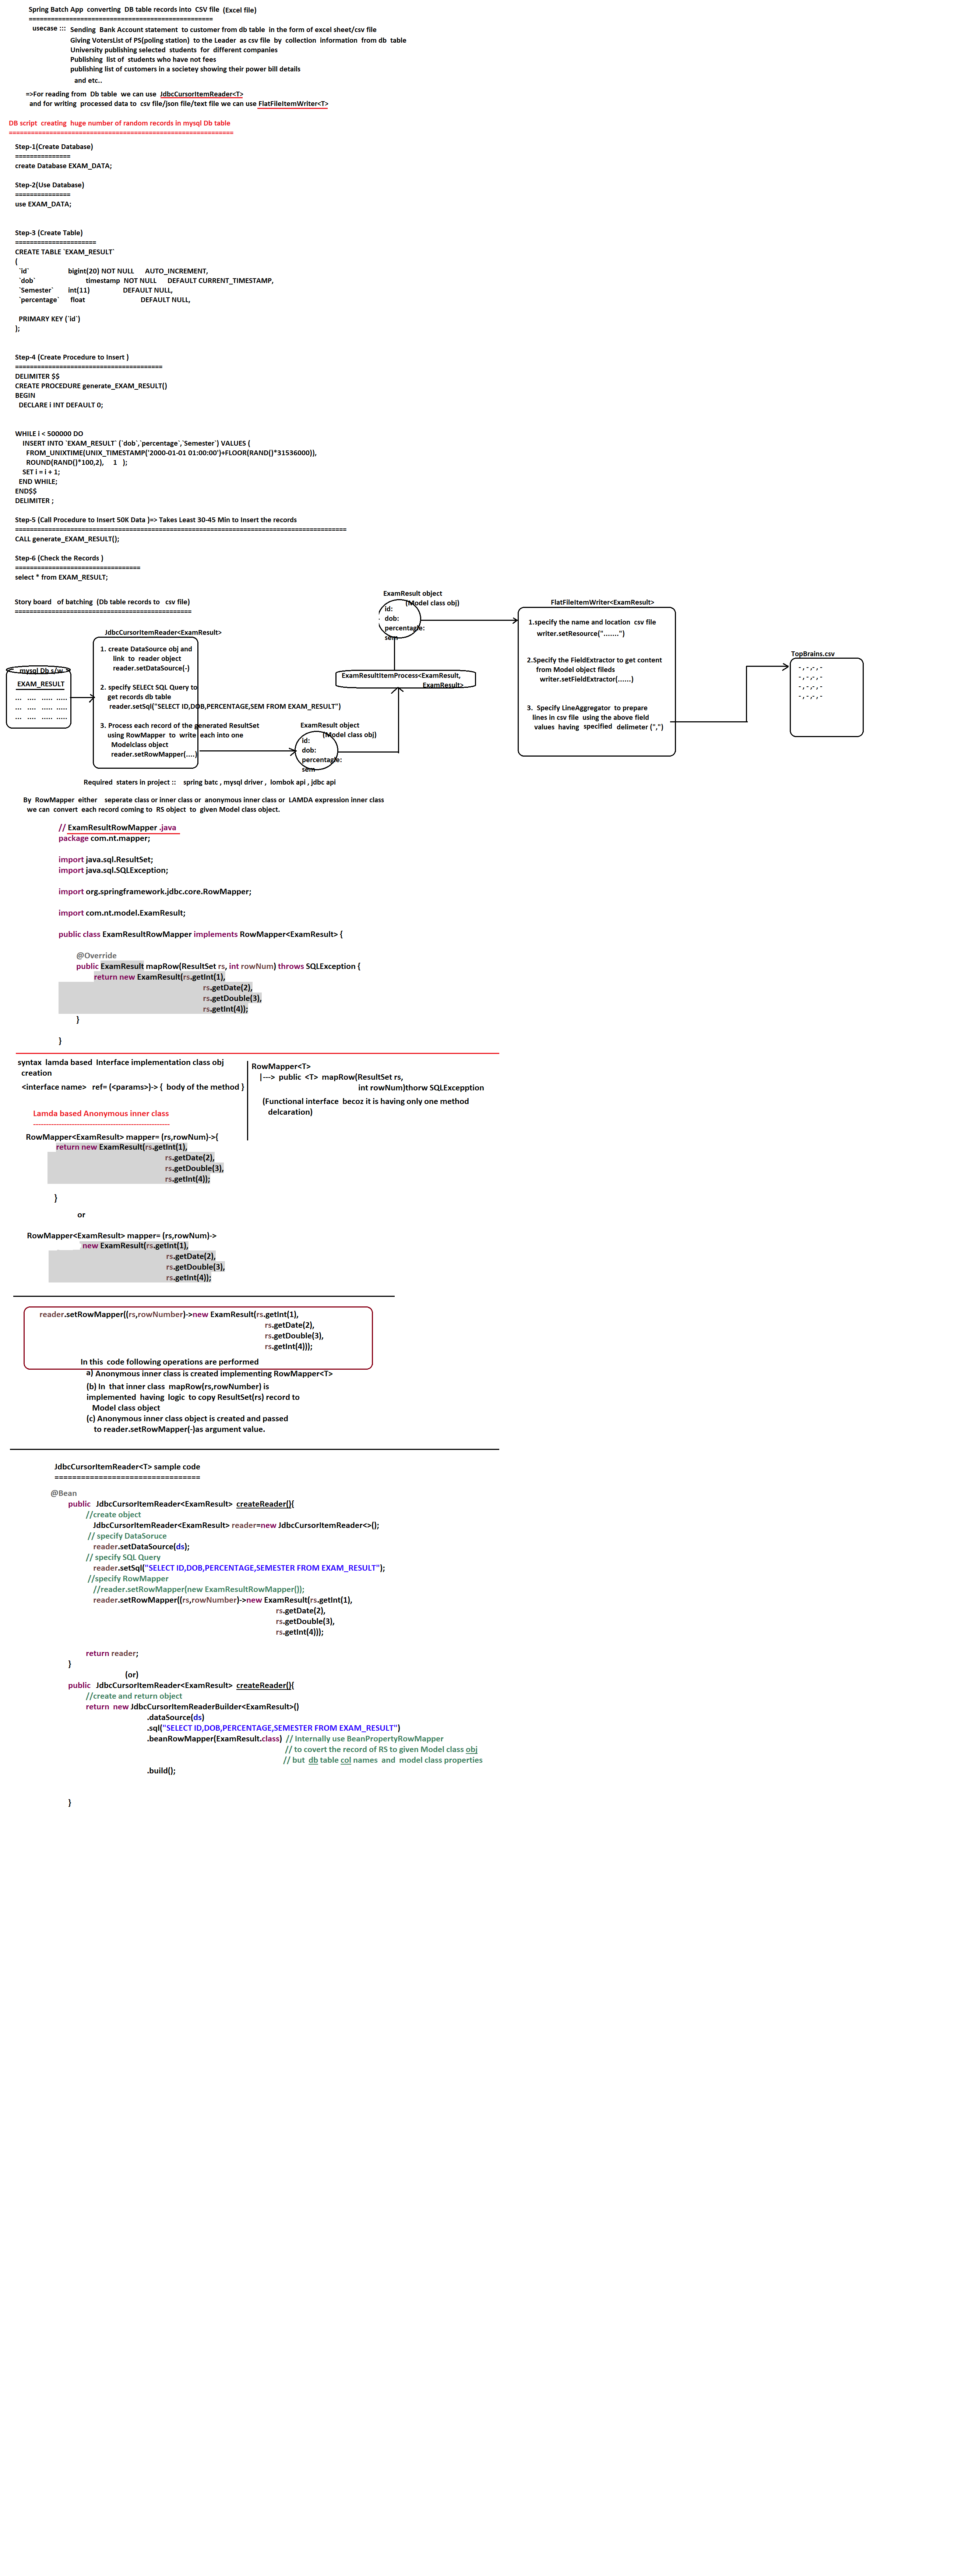 Spring Batch App converting DB table records into CSV file (Excel file)
==================================================
usecase ::: Sending Bank Account statement to customer from db table in the form of excel sheet/csv file
Giving VotersList of PS(poling station) to the Leader as csv file by collection information from db table
University publishing selected students for different companies
Publishing list of students who have not fees
publishing list of customers in a societey showing their power bill details
and etc..
=>For reading from Db table we can use JdbcCursorItemReader<T>
and for writing processed data to csv file/json file/text file we can use FlatFileItemWriter<T>
DB script creating huge number of random records in mysql Db table
=============================================================
Step-1(Create Database)
===============
create Database EXAM_DATA;
Step-2(Use Database)
===============
use EXAM_DATA;
Step-3 (Create Table)
======================
CREATE TABLE `EXAM_RESULT`
(
`id` bigint(20) NOT NULL AUTO_INCREMENT,
`dob` timestamp NOT NULL DEFAULT CURRENT_TIMESTAMP,
`Semester` int(11) DEFAULT NULL,
`percentage` float DEFAULT NULL,
PRIMARY KEY (`id`)
);
Step-4 (Create Procedure to Insert )
========================================
DELIMITER $$
CREATE PROCEDURE generate_EXAM_RESULT()
BEGIN
DECLARE i INT DEFAULT 0;
WHILE i < 500000 DO
INSERT INTO `EXAM_RESULT` (`dob`,`percentage`,`Semester`) VALUES (
FROM_UNIXTIME(UNIX_TIMESTAMP('2000-01-01 01:00:00')+FLOOR(RAND()*31536000)),
ROUND(RAND()*100,2), 1 );
SET i = i + 1;
END WHILE;
END$$
DELIMITER ;
Step-5 (Call Procedure to Insert 50K Data )=> Takes Least 30-45 Min to Insert the records
==========================================================================================
CALL generate_EXAM_RESULT();
Step-6 (Check the Records )
==================================
select * from EXAM_RESULT;
Story board of batching (Db table records to csv file)
================================================
mysql Db s/w
EXAM_RESULT
... .... ..... .....
... .... ..... .....
... .... ..... .....
JdbcCursorItemReader<ExamResult>
1. create DataSource obj and
link to reader object
reader.setDataSource(-)
2. specify SELECt SQL Query to
get records db table
reader.setSql("SELECT ID,DOB,PERCENTAGE,SEM FROM EXAM_RESULT")
3. Process each record of the generated ResultSet
using RowMapper to write each into one
Modelclass object
reader.setRowMapper(....)
ExamResult object
(Model class obj)
id:
dob:
percentagle:
sem
ExamResultItemProcess<ExamResult,
ExamResult>
ExamResult object
(Model class obj)
id:
dob:
percentagle:
sem
FlatFileItemWriter<ExamResult>
1.specify the name and location csv file
writer.setResource(".......")
2.Specify the FieldExtractor to get content
from Model object fileds
writer.setFieldExtractor(......)
3. Specify LineAggregator to prepare
lines in csv file using the above field
values having specified delimeter (",")
TopBrains.csv
- , - ,- , -
- , - ,- , -
- , - ,- , -
- , - ,- , -
Required staters in project :: spring batc , mysql driver , lombok api , jdbc api
By RowMapper either seperate class or inner class or anonymous inner class or LAMDA expression inner class
we can convert each record coming to RS object to given Model class object.
// ExamResultRowMapper .java
package com.nt.mapper;
import java.sql.ResultSet;
import java.sql.SQLException;
import org.springframework.jdbc.core.RowMapper;
import com.nt.model.ExamResult;
public class ExamResultRowMapper implements RowMapper<ExamResult> {
@Override
public ExamResult mapRow(ResultSet rs, int rowNum) throws SQLException {
return new ExamResult(rs.getInt(1),
rs.getDate(2),
rs.getDouble(3),
rs.getInt(4));
}
}
syntax lamda based Interface implementation class obj
creation
<interface name> ref= (<params>)-> { body of the method }
RowMapper<T>
|---> public <T> mapRow(ResultSet rs,
int rowNum)thorw SQLExcepption
(Functional interface becoz it is having only one method
delcaration)
Lamda based Anonymous inner class
-----------------------------------------------------
RowMapper<ExamResult> mapper= (rs,rowNum)->{
return new ExamResult(rs.getInt(1),
rs.getDate(2),
rs.getDouble(3),
rs.getInt(4));
}
or
RowMapper<ExamResult> mapper= (rs,rowNum)->
new ExamResult(rs.getInt(1),
rs.getDate(2),
rs.getDouble(3),
rs.getInt(4));
reader.setRowMapper((rs,rowNumber)->new ExamResult(rs.getInt(1),
rs.getDate(2),
rs.getDouble(3),
rs.getInt(4)));
In this code following operations are performed
a) Anonymous inner class is created implementing RowMapper<T>
(b) In that inner class mapRow(rs,rowNumber) is
implemented having logic to copy ResultSet(rs) record to
Model class object
(c) Anonymous inner class object is created and passed
to reader.setRowMapper(-)as argument value.
JdbcCursorItemReader<T> sample code
=================================
@Bean
public JdbcCursorItemReader<ExamResult> createReader(){
//create object
JdbcCursorItemReader<ExamResult> reader=new JdbcCursorItemReader<>();
// specify DataSoruce
reader.setDataSource(ds);
// specify SQL Query
reader.setSql("SELECT ID,DOB,PERCENTAGE,SEMESTER FROM EXAM_RESULT");
//specify RowMapper
//reader.setRowMapper(new ExamResultRowMapper());
reader.setRowMapper((rs,rowNumber)->new ExamResult(rs.getInt(1),
rs.getDate(2),
rs.getDouble(3),
rs.getInt(4)));
return reader;
}
(or)
public JdbcCursorItemReader<ExamResult> createReader(){
//create and return object
return new JdbcCursorItemReaderBuilder<ExamResult>()
.dataSource(ds)
.sql("SELECT ID,DOB,PERCENTAGE,SEMESTER FROM EXAM_RESULT")
.beanRowMapper(ExamResult.class) // Internally use BeanPropertyRowMapper
// to covert the record of RS to given Model class obj
// but db table col names and model class properties
.build();
}